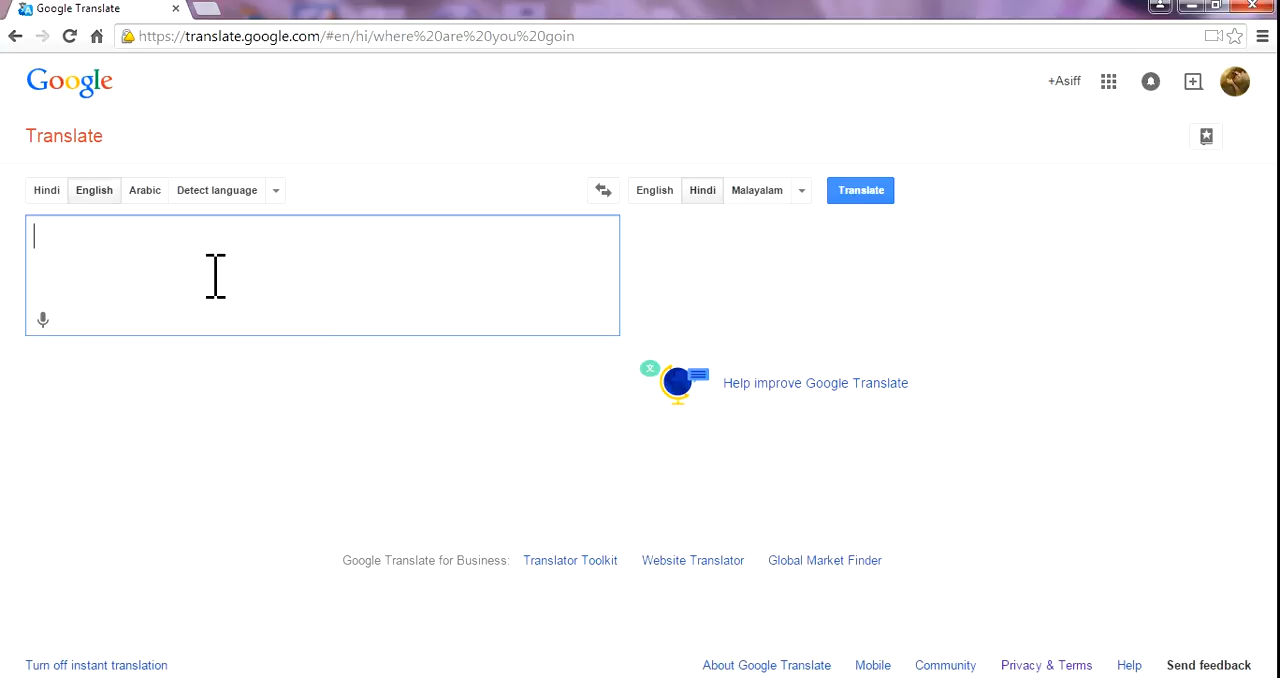 Google Translate
https://translate.google.com/#en/hi/where%20are%20you%20goin
Google
+Asiff
Translate
Hindi English Arabic Detect language
English Hindi Malayalam Translate
文
Help improve Google Translate
Google Translate for Business: Translator Toolkit Website Translator Global Market Finder
Turn off instant translation
About Google Translate Mobile Community Privacy & Terms Help Send feedback